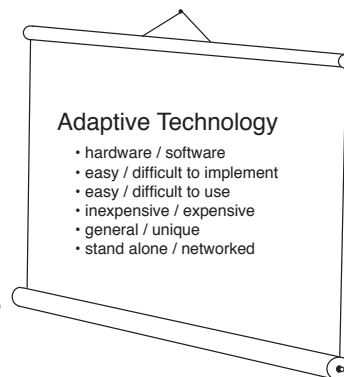 Adaptive Technology
• hardware / software
• easy / difficult to implement
• easy / difficult to use
• inexpensive / expensive
• general / unique
• stand alone / networked